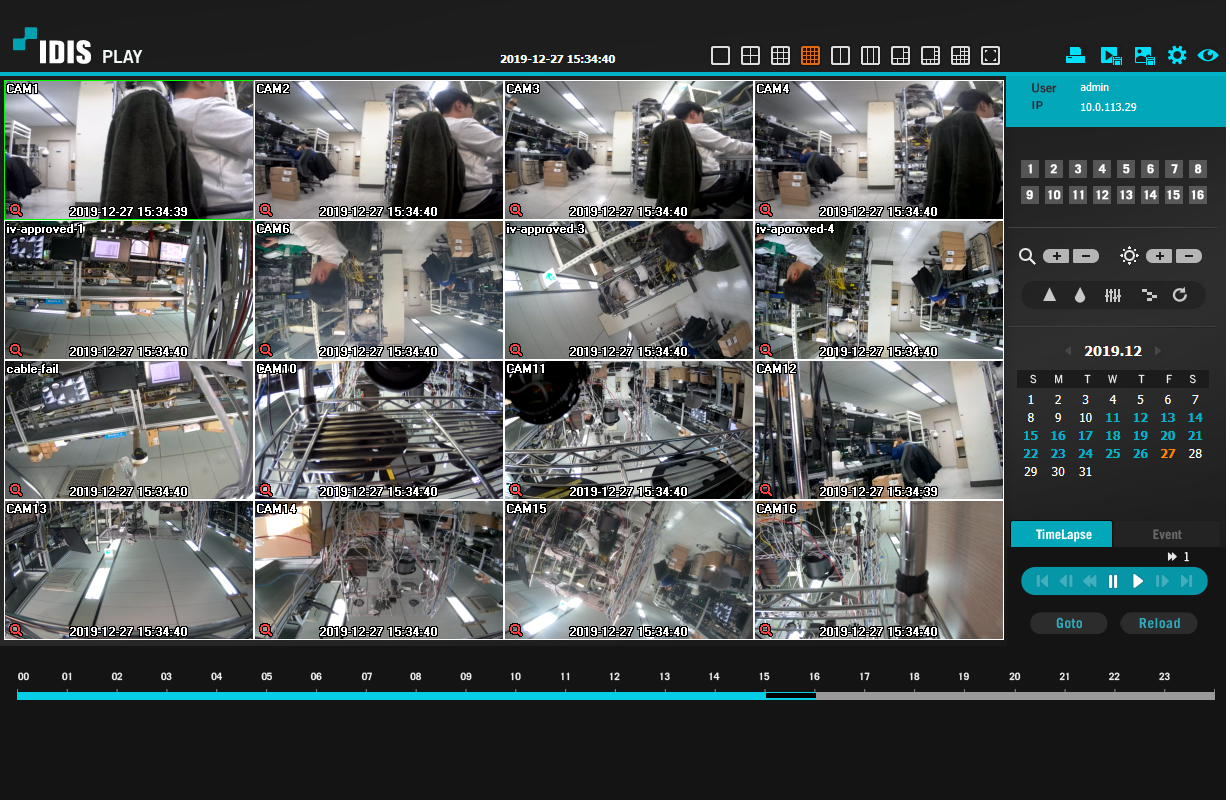 IDIS PLAY
2019-12-27 15:34:40
User admin
IP 10.0.113.29
CAM1 CAM2 CAM3 CAM4
2019-12-27 15:34:39 2019-12-27 15:34:40 2019-12-27 15:34:40 2019-12-27 15:34:40
iv-approved-1 CAM6 iv-approved-3 iv-aporoved-4
2019-12-27 15:34:40 2019-12-27 15:34:40 2019-12-27 15:34:40 2019-12-27 15:34:40
cable-fail CAM10 CAM11 CAM12
2019-12-27 15:34:40 2019-12-27 15:34:40 2019-12-27 15:34:40 2019-12-27 15:34:39
CAM13 CAM14 CAM15 CAM16
2019-12-27 15:34:40 2019-12-27 15:34:40 2019-12-27 15:34:40 2019-12-27 15:34:40
1 2 3 4 5 6 7 8
9 10 11 12 13 14 15 16
2019.12
S M T W T F S
1 2 3 4 5 6 7
8 9 10 11 12 13 14
15 16 17 18 19 20 21
22 23 24 25 26 27 28
29 30 31
TimeLapse Event
1
Goto Reload
00 01 02 03 04 05 06 07 08 09 10 11 12 13 14 15 16 17 18 19 20 21 22 23